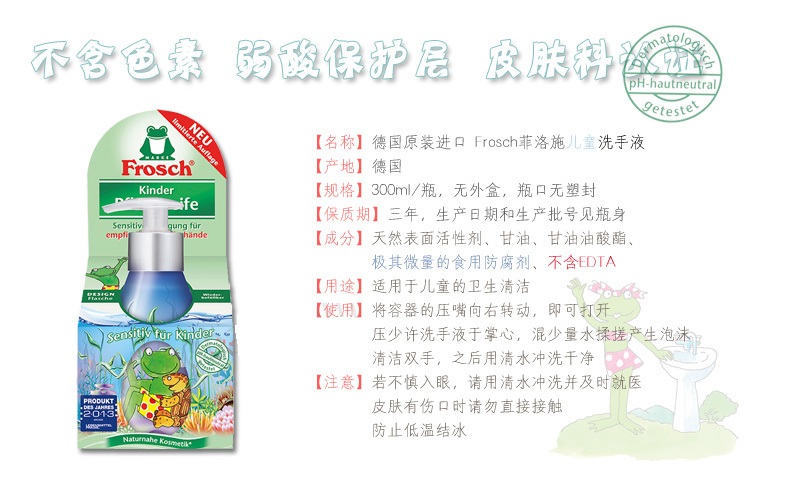 不含色素 弱酸保护层 皮肤科认证
dermatologisch
pH-hautneutral
getestet
NEU
limitierte Auflage
MARKE
Frosch
Kinder
Sensitiv
für
DESIGN
Flasche
Wieder-
befüllbar
Sensitiv für Kinder
PRODUKT
DES JAHRES
2013
Naturnahe Kosmetik*
【名称】德国原装进口 Frosch菲洛施儿童洗手液
【产地】德国
【规格】300ml/瓶，无外盒，瓶口无塑封
【保质期】三年，生产日期和生产批号见瓶身
【成分】天然表面活性剂、甘油、甘油油酸酯、
极其微量的食用防腐剂、不含EDTA
【用途】适用于儿童的卫生清洁
【使用】将容器的压嘴向右转动，即可打开
压少许洗手液于掌心，混少量水揉搓产生泡沫
清洁双手，之后用清水冲洗干净
【注意】若不慎入眼，请用清水冲洗并及时就医
皮肤有伤口时请勿直接接触
防止低温结冰